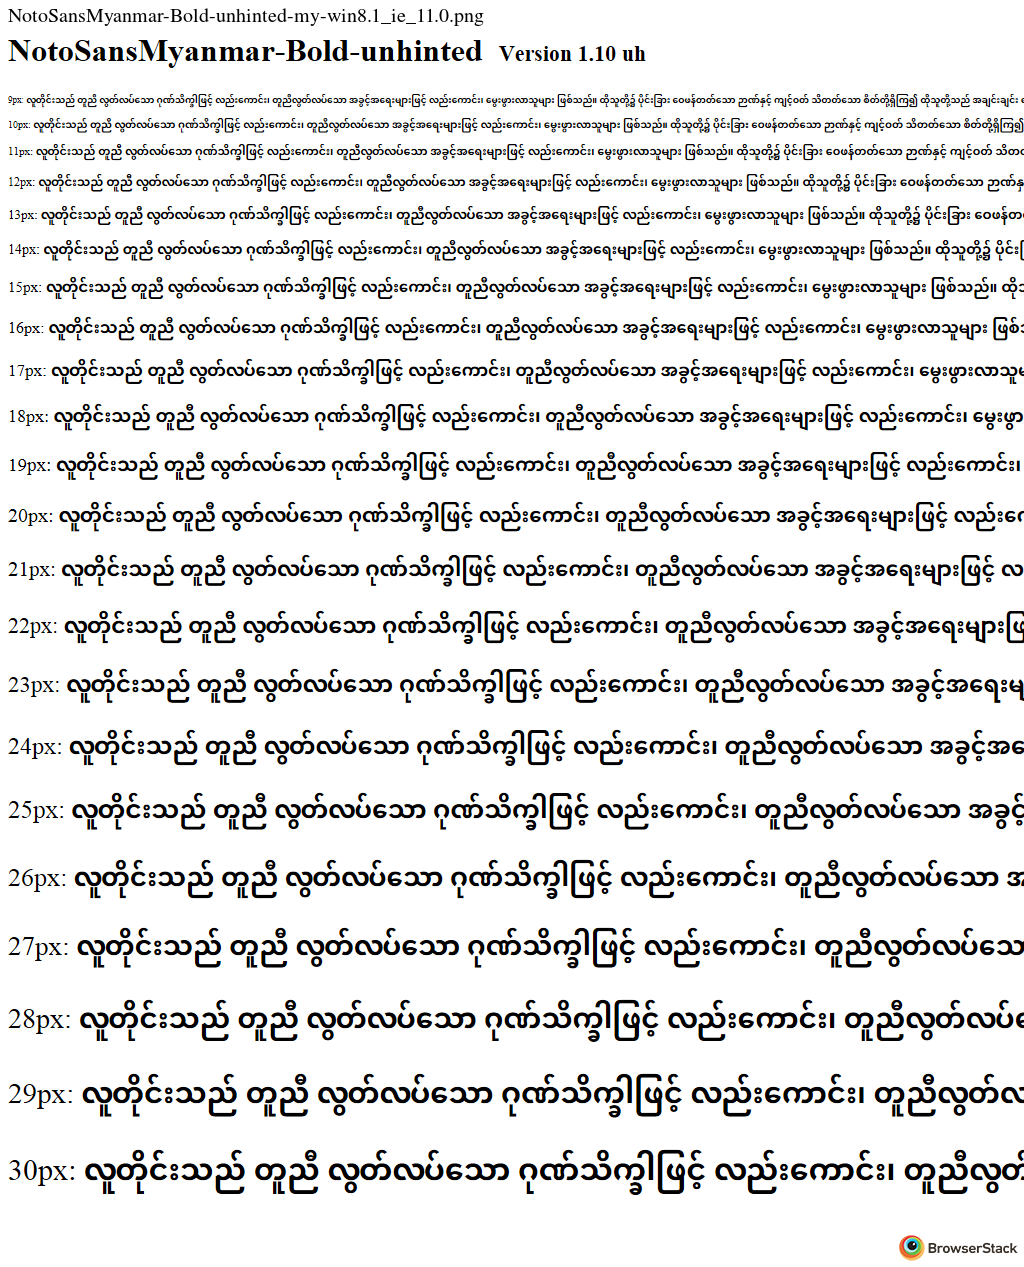 NotoSansMyanmar-Bold-unhinted-my-win8.1_ie_11.0.png
NotoSansMyanmar-Bold-unhinted Version 1.10 uh
9px: လူတိုင်းသည် တူညီ လွတ်လပ်သော ဂုဏ်သိက္ခါဖြင့် လည်းကောင်း၊ တူညီလွတ်လပ်သော အခွင့်အရေးများဖြင့် လည်းကောင်း၊ မွေးဖွားလာသူများ ဖြစ်သည်။ ထိုသူတို့၌ ပိုင်းခြား ဝေဖန်တတ်သော ဉာဏ်နှင့် ကျင့်ဝတ် သိတတ်သော စိတ်တို့ရှိကြ၍ ထိုသူတို့သည် အချင်းချင်း
10px: လူတိုင်းသည် တူညီ လွတ်လပ်သော ဂုဏ်သိက္ခါဖြင့် လည်းကောင်း၊ တူညီလွတ်လပ်သော အခွင့်အရေးများဖြင့် လည်းကောင်း၊ မွေးဖွားလာသူများ ဖြစ်သည်။ ထိုသူတို့၌ ပိုင်းခြား ဝေဖန်တတ်သော ဉာဏ်နှင့် ကျင့်ဝတ် သိတတ်သော စိတ်တို့ရှိကြ၍
11px: လူတိုင်းသည် တူညီ လွတ်လပ်သော ဂုဏ်သိက္ခါဖြင့် လည်းကောင်း၊ တူညီလွတ်လပ်သော အခွင့်အရေးများဖြင့် လည်းကောင်း၊ မွေးဖွားလာသူများ ဖြစ်သည်။ ထိုသူတို့၌ ပိုင်းခြား ဝေဖန်တတ်သော ဉာဏ်နှင့် ကျင့်ဝတ်
12px: လူတိုင်းသည် တူညီ လွတ်လပ်သော ဂုဏ်သိက္ခါဖြင့် လည်းကောင်း၊ တူညီလွတ်လပ်သော အခွင့်အရေးများဖြင့် လည်းကောင်း၊ မွေးဖွားလာသူများ ဖြစ်သည်။ ထိုသူတို့၌ ပိုင်းခြား ဝေဖန်တတ်သော
13px: လူတိုင်းသည် တူညီ လွတ်လပ်သော ဂုဏ်သိက္ခါဖြင့် လည်းကောင်း၊ တူညီလွတ်လပ်သော အခွင့်အရေးများဖြင့် လည်းကောင်း၊ မွေးဖွားလာသူများ ဖြစ်သည်။ ထိုသူတို့၌ ပိုင်းခြား
14px: လူတိုင်းသည် တူညီ လွတ်လပ်သော ဂုဏ်သိက္ခါဖြင့် လည်းကောင်း၊ တူညီလွတ်လပ်သော အခွင့်အရေးများဖြင့် လည်းကောင်း၊ မွေးဖွားလာသူများ ဖြစ်သည်။ ထိုသူတို့၌
15px: လူတိုင်းသည် တူညီ လွတ်လပ်သော ဂုဏ်သိက္ခါဖြင့် လည်းကောင်း၊ တူညီလွတ်လပ်သော အခွင့်အရေးများဖြင့် လည်းကောင်း၊ မွေးဖွားလာသူများ ဖြစ်သည်။
16px: လူတိုင်းသည် တူညီ လွတ်လပ်သော ဂုဏ်သိက္ခါဖြင့် လည်းကောင်း၊ တူညီလွတ်လပ်သော အခွင့်အရေးများဖြင့် လည်းကောင်း၊ မွေးဖွားလာသူများ
17px: လူတိုင်းသည် တူညီ လွတ်လပ်သော ဂုဏ်သိက္ခါဖြင့် လည်းကောင်း၊ တူညီလွတ်လပ်သော အခွင့်အရေးများဖြင့် လည်းကောင်း၊
18px: လူတိုင်းသည် တူညီ လွတ်လပ်သော ဂုဏ်သိက္ခါဖြင့် လည်းကောင်း၊ တူညီလွတ်လပ်သော အခွင့်အရေးများဖြင့် လည်းကောင်း၊
19px: လူတိုင်းသည် တူညီ လွတ်လပ်သော ဂုဏ်သိက္ခါဖြင့် လည်းကောင်း၊ တူညီလွတ်လပ်သော အခွင့်အရေးများဖြင့် လည်းကောင်း၊
20px: လူတိုင်းသည် တူညီ လွတ်လပ်သော ဂုဏ်သိက္ခါဖြင့် လည်းကောင်း၊ တူညီလွတ်လပ်သော အခွင့်အရေးများဖြင့်
21px: လူတိုင်းသည် တူညီ လွတ်လပ်သော ဂုဏ်သိက္ခါဖြင့် လည်းကောင်း၊ တူညီလွတ်လပ်သော အခွင့်အရေးများဖြင့်
22px: လူတိုင်းသည် တူညီ လွတ်လပ်သော ဂုဏ်သိက္ခါဖြင့် လည်းကောင်း၊ တူညီလွတ်လပ်သော အခွင့်အရေးများဖြ
23px: လူတိုင်းသည် တူညီ လွတ်လပ်သော ဂုဏ်သိက္ခါဖြင့် လည်းကောင်း၊ တူညီလွတ်လပ်သော အခွင့်အရေးမျ
24px: လူတိုင်းသည် တူညီ လွတ်လပ်သော ဂုဏ်သိက္ခါဖြင့် လည်းကောင်း၊ တူညီလွတ်လပ်သော အခွင့်အရေ
25px: လူတိုင်းသည် တူညီ လွတ်လပ်သော ဂုဏ်သိက္ခါဖြင့် လည်းကောင်း၊ တူညီလွတ်လပ်သော အခွင့်
26px: လူတိုင်းသည် တူညီ လွတ်လပ်သော ဂုဏ်သိက္ခါဖြင့် လည်းကောင်း၊ တူညီလွတ်လပ်သော အ
27px: လူတိုင်းသည် တူညီ လွတ်လပ်သော ဂုဏ်သိက္ခါဖြင့် လည်းကောင်း၊ တူညီလွတ်လပ်သော
28px: လူတိုင်းသည် တူညီ လွတ်လပ်သော ဂုဏ်သိက္ခါဖြင့် လည်းကောင်း၊ တူညီလွတ်လပ်
29px: လူတိုင်းသည် တူညီ လွတ်လပ်သော ဂုဏ်သိက္ခါဖြင့် လည်းကောင်း၊ တူညီလွတ်လ
30px: လူတိုင်းသည် တူညီ လွတ်လပ်သော ဂုဏ်သိက္ခါဖြင့် လည်းကောင်း၊ တူညီလွတ်
BrowserStack